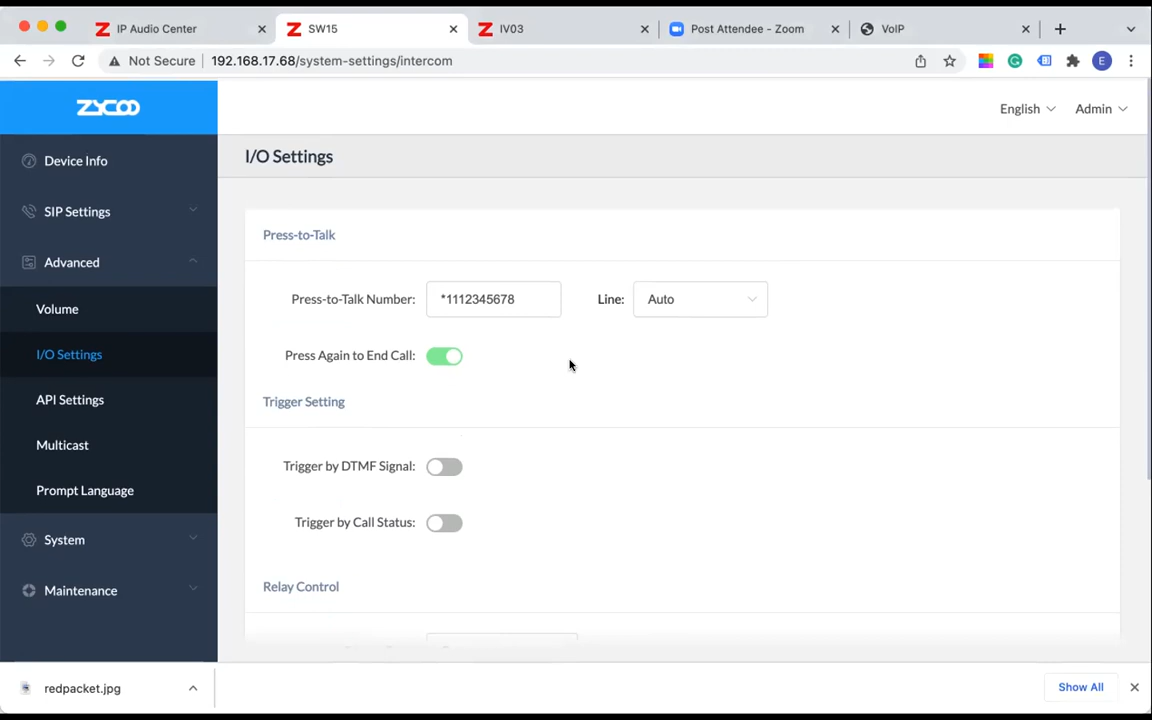 IP Audio Center
SW15
IV03
Post Attendee - Zoom
VoIP
Not Secure
192.168.17.68/system-settings/intercom
E
ZYCOO
English
Admin
Device Info
SIP Settings
Advanced
Volume
I/O Settings
API Settings
Multicast
Prompt Language
System
Maintenance
I/O Settings
Press-to-Talk
Press-to-Talk Number: *1112345678 Line: Auto
Press Again to End Call:
Trigger Setting
Trigger by DTMF Signal:
Trigger by Call Status:
Relay Control
redpacket.jpg
Show All